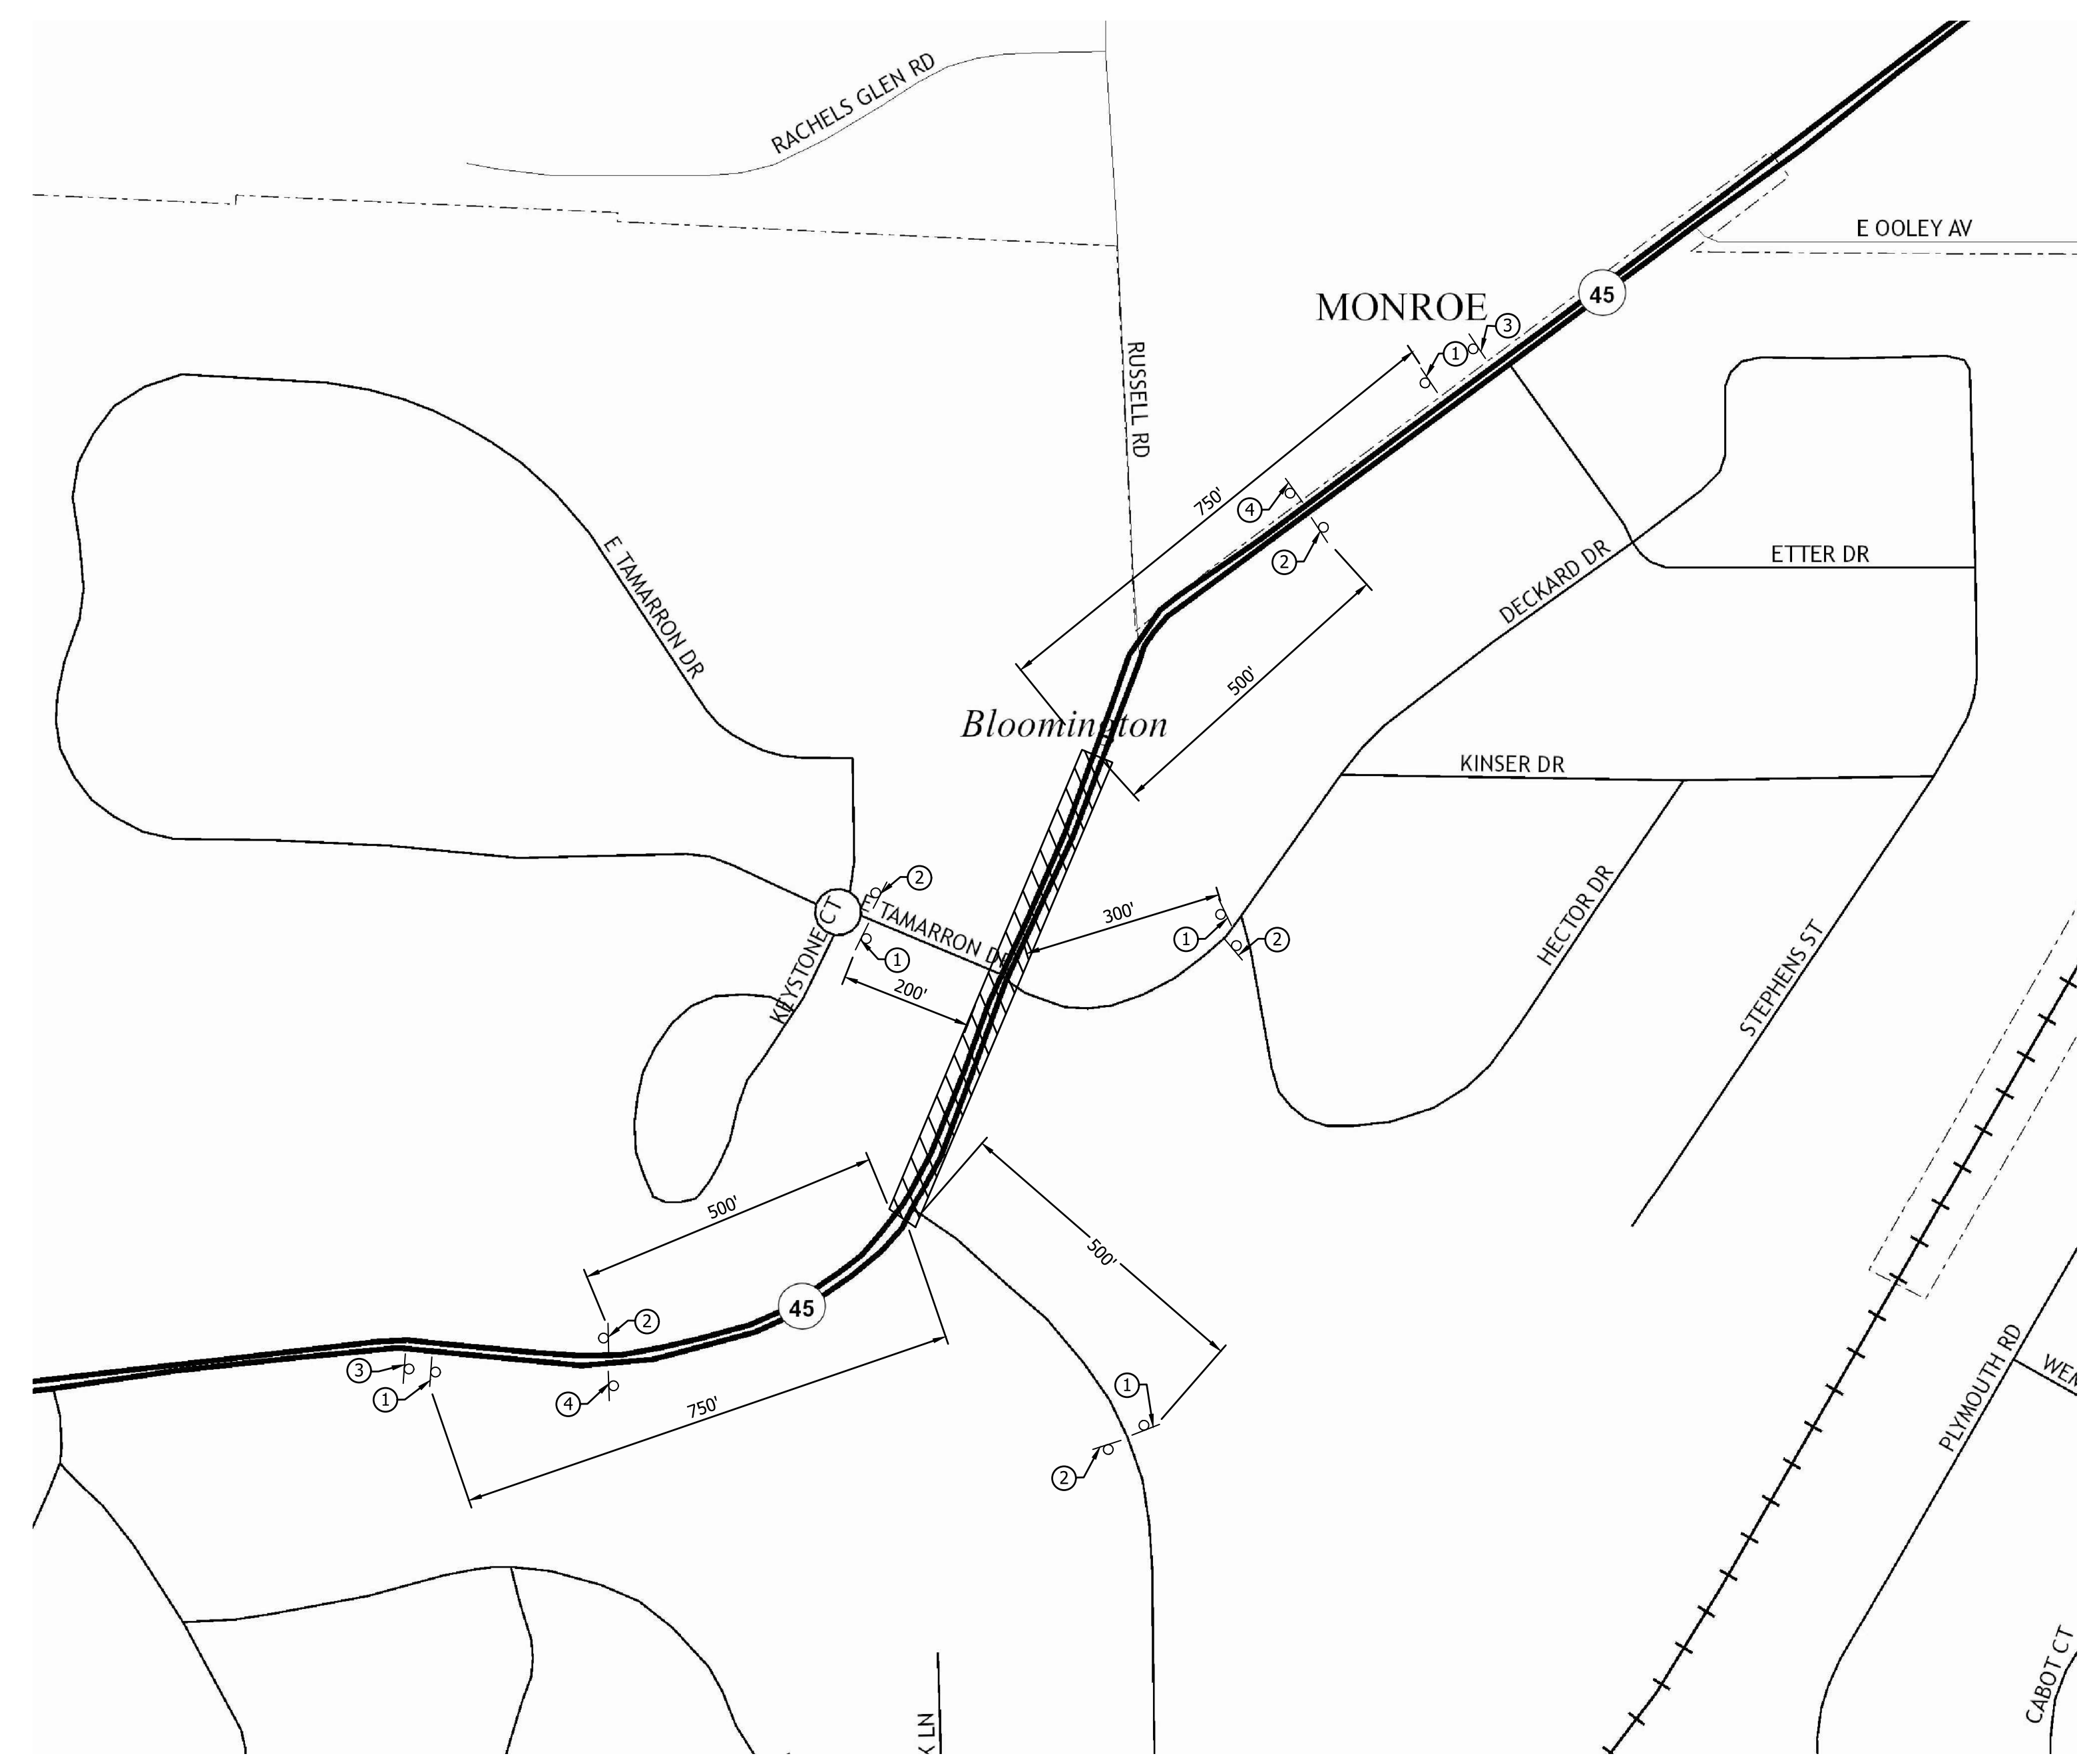 RACHELS GLEN RD
E OOLEY AV
45
MONROE
3
1
RUSSELL RD
750'
4
2
ETTER DR
DECKARD DR
E TAMARRON DR
500'
Bloomington
KINSER DR
2
E TAMARRON DR
300'
1
2
1
KEYSTONE CT
200'
HECTOR DR
STEPHENS ST
500'
500'
45
2
3
1
4
750'
1
2
PLYMOUTH RD
CABOT CT